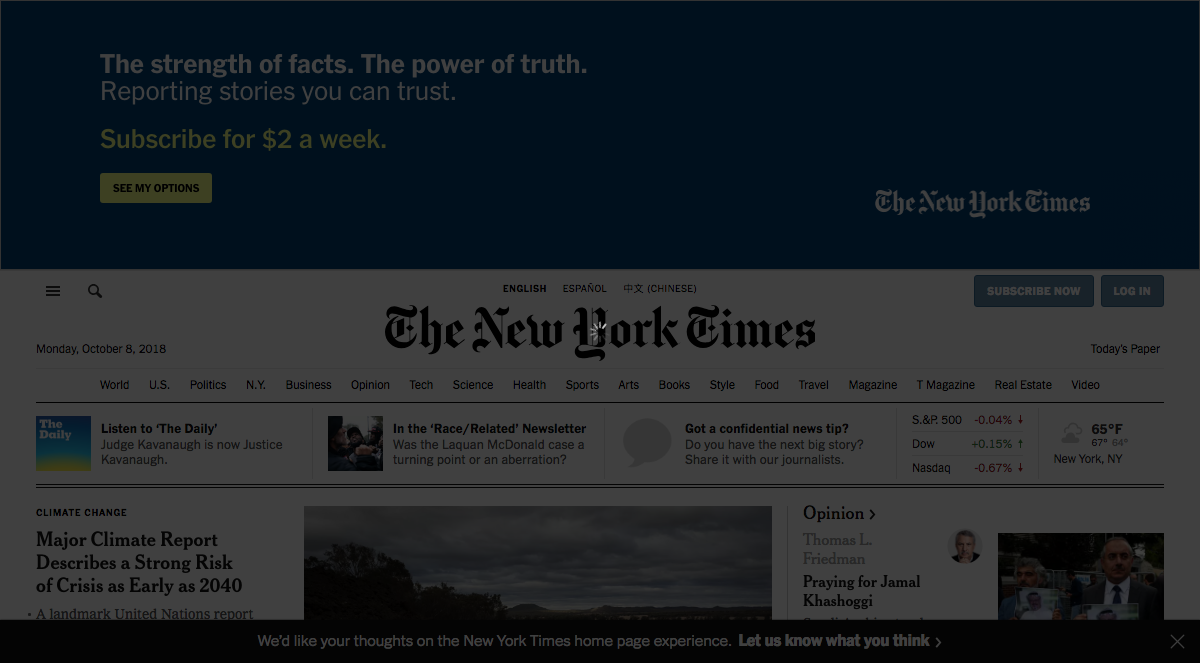 The strength of facts. The power of truth.
Reporting stories you can trust.
Subscribe for $2 a week.
SEE MY OPTIONS
The New York Times
ENGLISH ESPAÑOL 中文 (CHINESE)
SUBSCRIBE NOW LOG IN
The New York Times
Monday, October 8, 2018
Today's Paper
World U.S. Politics N.Y. Business Opinion Tech Science Health Sports Arts Books Style Food Travel Magazine T Magazine Real Estate Video
The Daily
Listen to ‘The Daily’
Judge Kavanaugh is now Justice
Kavanaugh.
In the ‘Race/Related’ Newsletter
Was the Laquan McDonald case a
turning point or an aberration?
Got a confidential news tip?
Do you have the next big story?
Share it with our journalists.
S.&P. 500 -0.04% ↓
Dow +0.15% ↑
Nasdaq -0.67% ↓
65°F
67° 64°
New York, NY
CLIMATE CHANGE
Major Climate Report
Describes a Strong Risk
of Crisis as Early as 2040
• A landmark United Nations report
Opinion >
Thomas L.
Friedman
Praying for Jamal
Khashoggi
We’d like your thoughts on the New York Times home page experience. Let us know what you think >